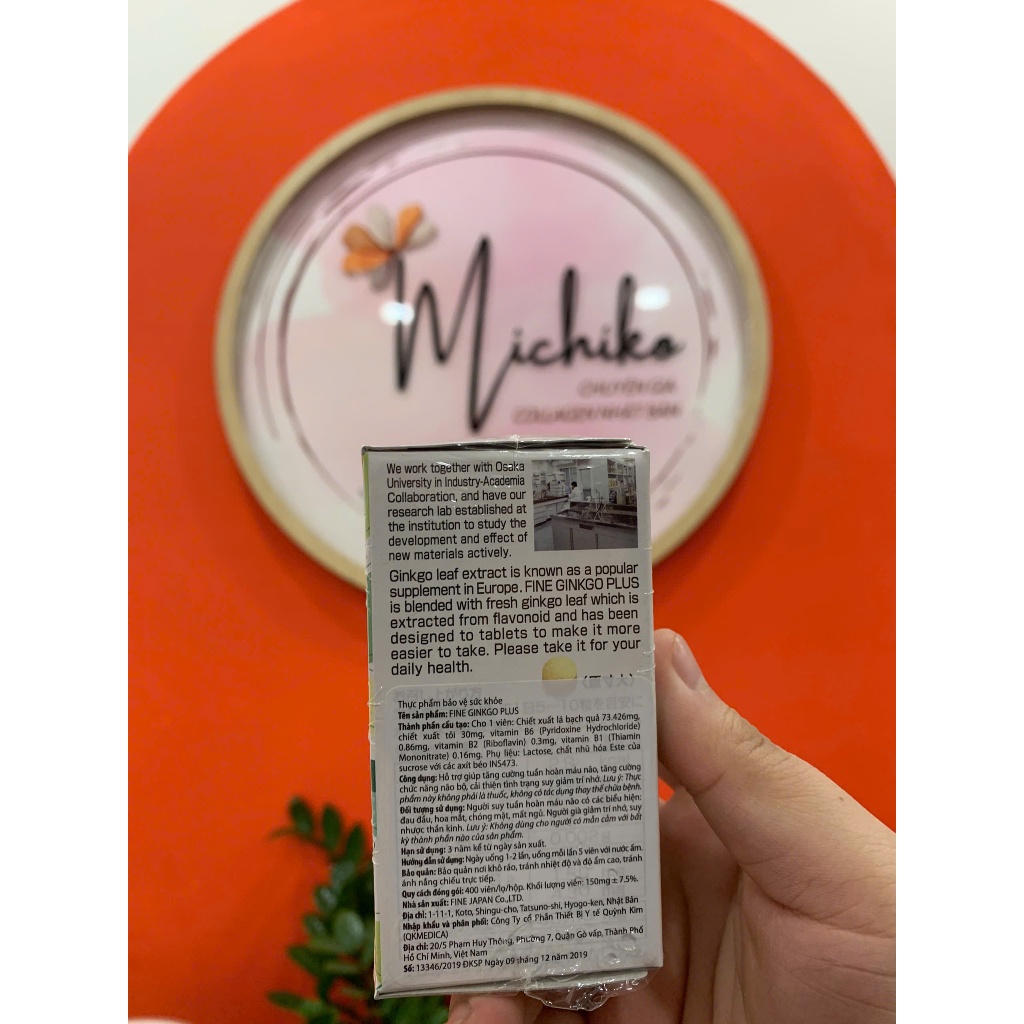 Michiko
CHUYÊN GIA
COLLAGEN NHẬT BẢN
We work together with Osaka
University in Industry-Academia
Collaboration, and have our
research lab established at
the institution to study the
development and effect of
new materials actively.
Ginkgo leaf extract is known as a popular
supplement in Europe. FINE GINKGO PLUS
is blended with fresh ginkgo leaf which is
extracted from flavonoid and has been
designed to tablets to make it more
easier to take. Please take it for your
daily health.
Thực phẩm bảo vệ sức khỏe
Tên sản phẩm: FINE GINKGO PLUS
Thành phần cấu tạo: Cho 1 viên: Chiết xuất lá bạch quả 73.426mg,
chiết xuất tỏi 30mg, vitamin B6 (Pyridoxine Hydrochloride)
0.86mg, vitamin B2 (Riboflavin) 0.3mg, vitamin B1 (Thiamin
Mononitrate) 0.16mg. Phụ liệu: Lactose, chất nhũ hóa Este của
sucrose với các axit béo INS473.
Công dụng: Hỗ trợ giúp tăng cường tuần hoàn máu não, tăng cường
chức năng não bộ, cải thiện tình trạng suy giảm trí nhớ. Lưu ý: Thực
phẩm này không phải là thuốc, không có tác dụng thay thế chữa bệnh.
Đối tượng sử dụng: Người suy tuần hoàn máu não có các biểu hiện:
đau đầu, hoa mắt, chóng mặt, mất ngủ. Người già giảm trí nhớ, suy
nhược thần kinh. Lưu ý: Không dùng cho người có mẫn cảm với bất
kỳ thành phần nào của sản phẩm.
Hạn sử dụng: 3 năm kể từ ngày sản xuất.
Hướng dẫn sử dụng: Ngày uống 1-2 lần, uống mỗi lần 5 viên với nước ấm.
Bảo quản: Bảo quản nơi khô ráo, tránh nhiệt độ và độ ẩm cao, tránh
ánh nắng chiếu trực tiếp.
Quy cách đóng gói: 400 viên/lọ/hộp. Khối lượng viên: 150mg ± 7.5%.
Nhà sản xuất: FINE JAPAN Co.,LTD.
Địa chỉ: 1-11-1, Koto, Shingu-cho, Tatsuno-shi, Hyogo-ken, Nhật Bản
Nhập khẩu và phân phối: Công Ty cổ Phần Thiết Bị Y tế Quỳnh Kim
(QKMEDICA)
Địa chỉ: 20/5 Phạm Huy Thông, Phường 7, Quận Gò vấp, Thành Phố
Hồ Chí Minh, Việt Nam
Số: 13346/2019 ĐKSP Ngày 09 tháng 12 năm 2019